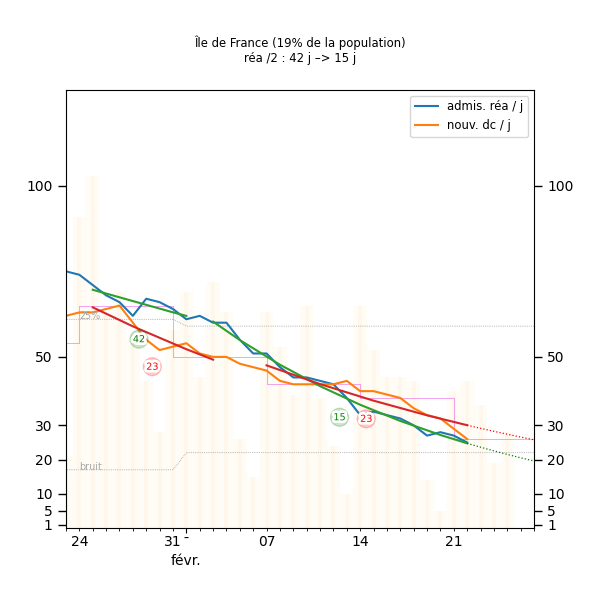 Île de France (19% de la population)
réa /2 : 42 j –> 15 j
admis. réa / j
nouv. dc / j
100 100
25%
42
50 50
23
15 23
30 30
20 20
bruit
10 10
5 5
1 1
24 31 - 07 14 21
févr.